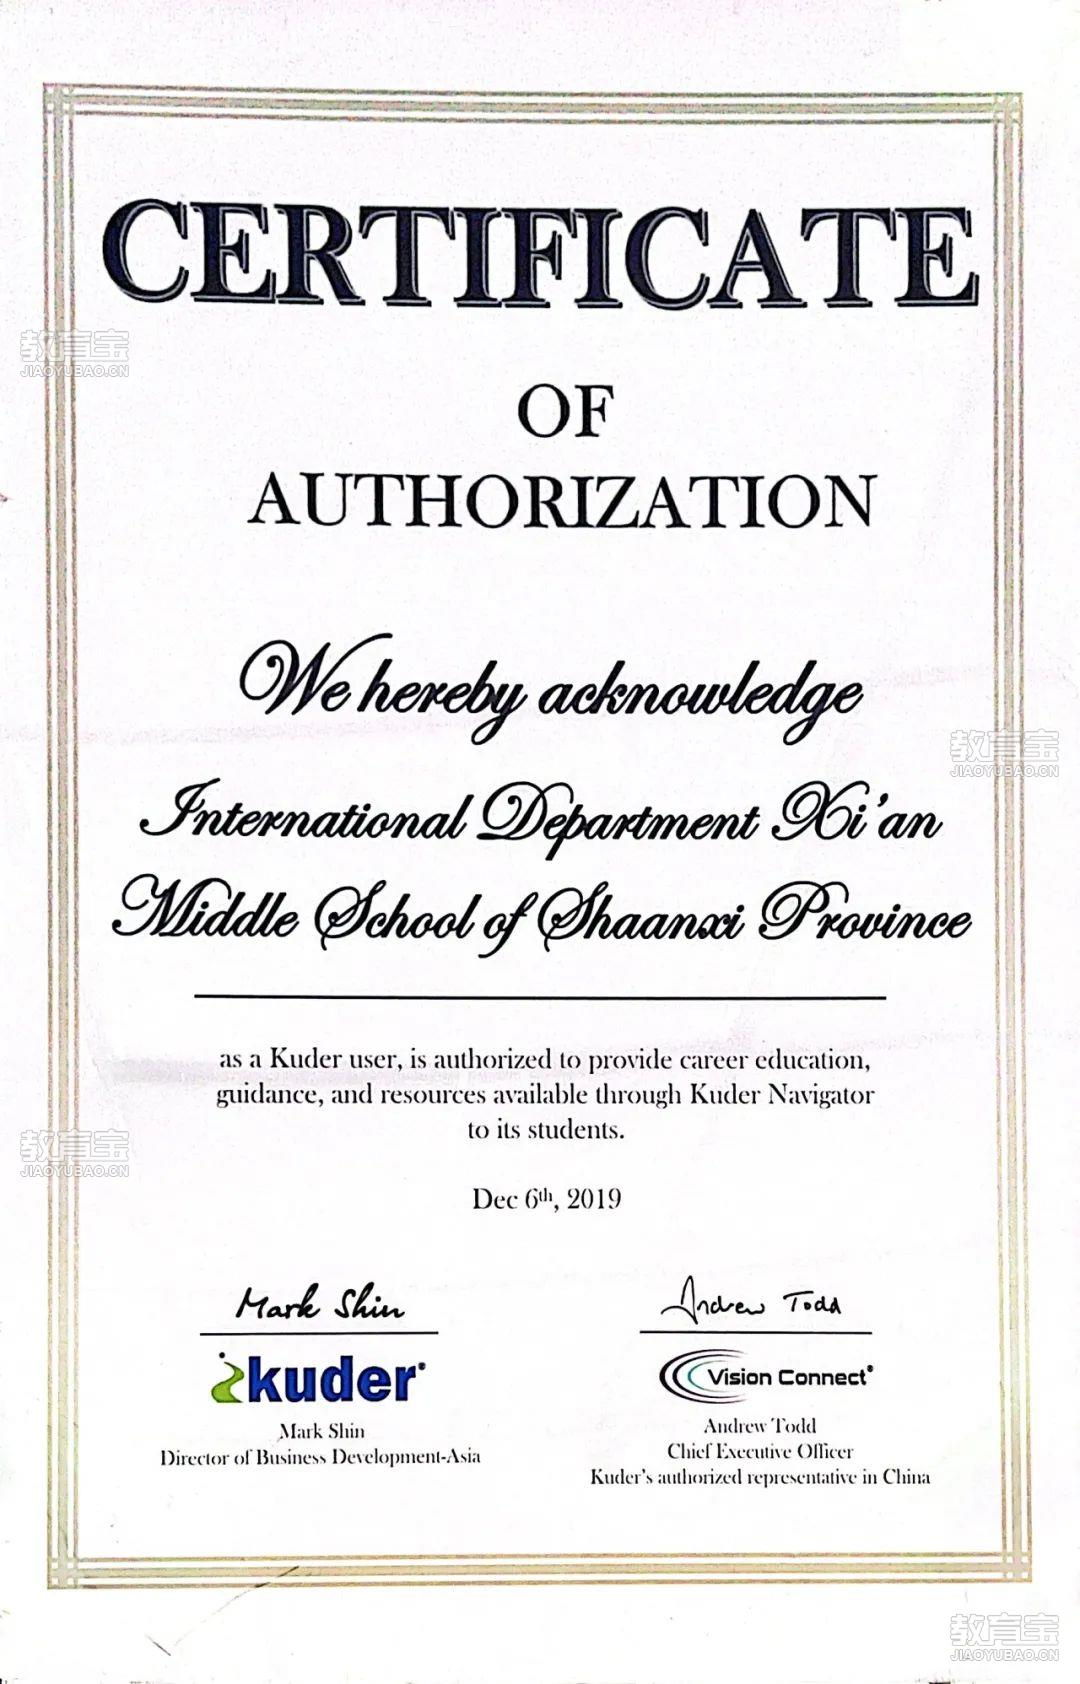 CERTIFICATE
OF
AUTHORIZATION
教育宝
JIAOYUBAO.CN
We hereby acknowledge
教育宝
JIAOYUBAO.CN
International Department Xi'an
Middle School of Shaanxi Province
as a Kuder user, is authorized to provide career education,
guidance, and resources available through Kuder Navigator
to its students.
教育宝
JIAOYUBAO.CN
Dec 6th, 2019
Mark Shin
Andrew Todd
kuder®
Vision Connect®
Mark Shin
Director of Business Development-Asia
Andrew Todd
Chief Executive Officer
Kuder's authorized representative in China
教育宝
JIAOYUBAO.CN